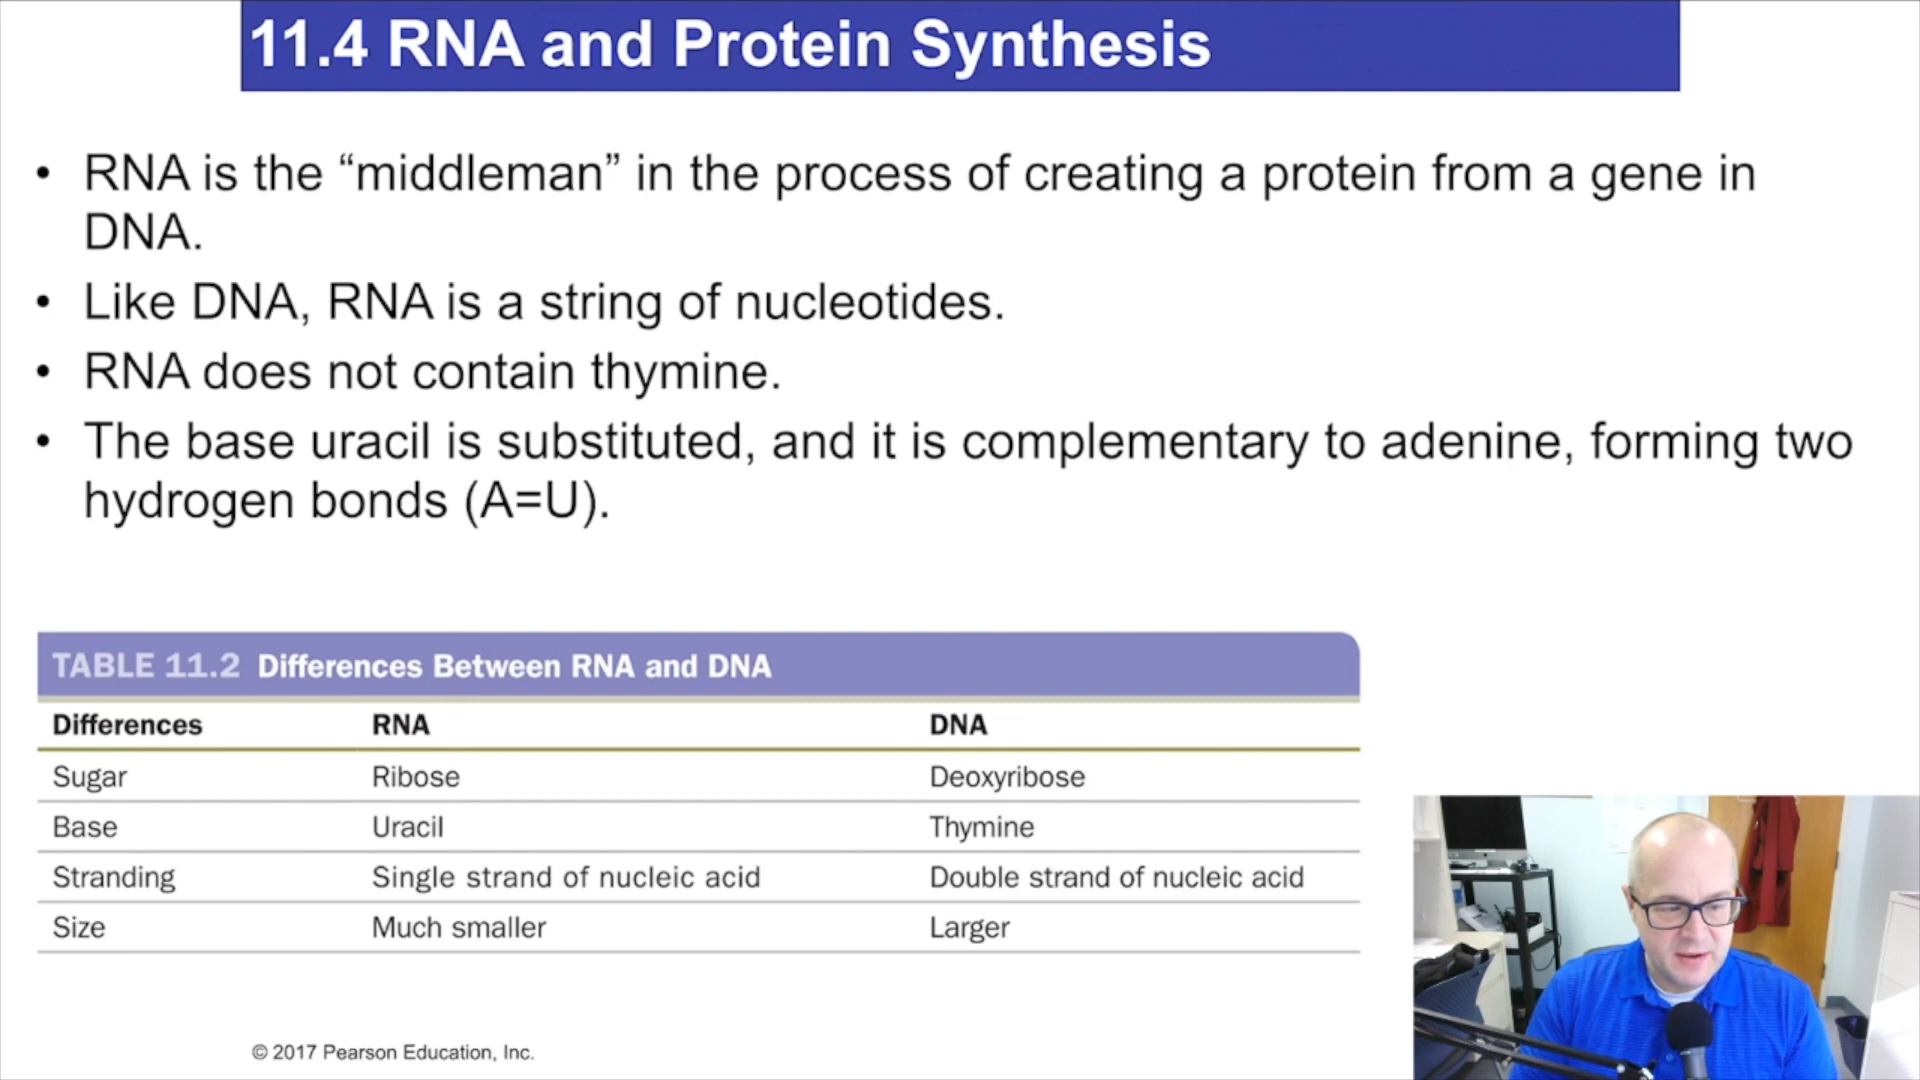 11.4 RNA and Protein Synthesis
• RNA is the “middleman” in the process of creating a protein from a gene in
DNA.
• Like DNA, RNA is a string of nucleotides.
• RNA does not contain thymine.
• The base uracil is substituted, and it is complementary to adenine, forming two
hydrogen bonds (A=U).
TABLE 11.2 Differences Between RNA and DNA
Differences RNA DNA
Sugar Ribose Deoxyribose
Base Uracil Thymine
Stranding Single strand of nucleic acid Double strand of nucleic acid
Size Much smaller Larger
© 2017 Pearson Education, Inc.